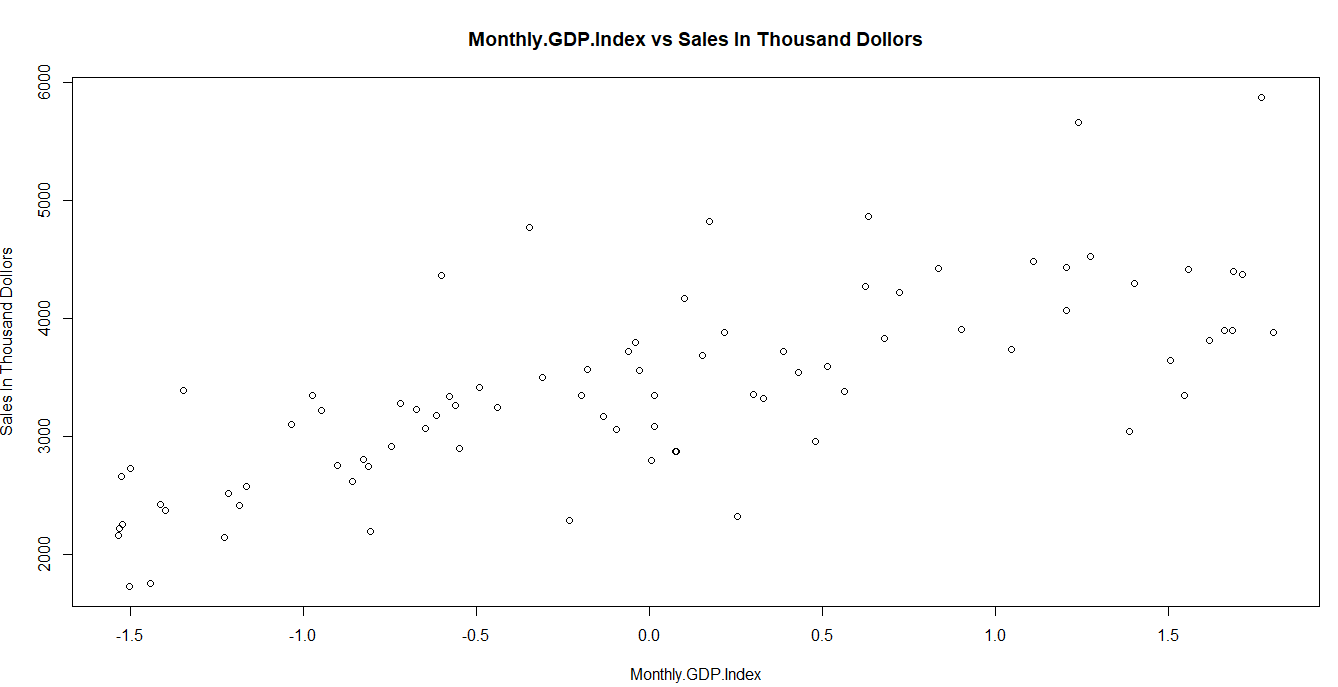 Monthly.GDP.Index vs Sales In Thousand Dollors
6000
5000
4000
3000
2000
Sales In Thousand Dollors
-1.5 -1.0 -0.5 0.0 0.5 1.0 1.5
Monthly.GDP.Index